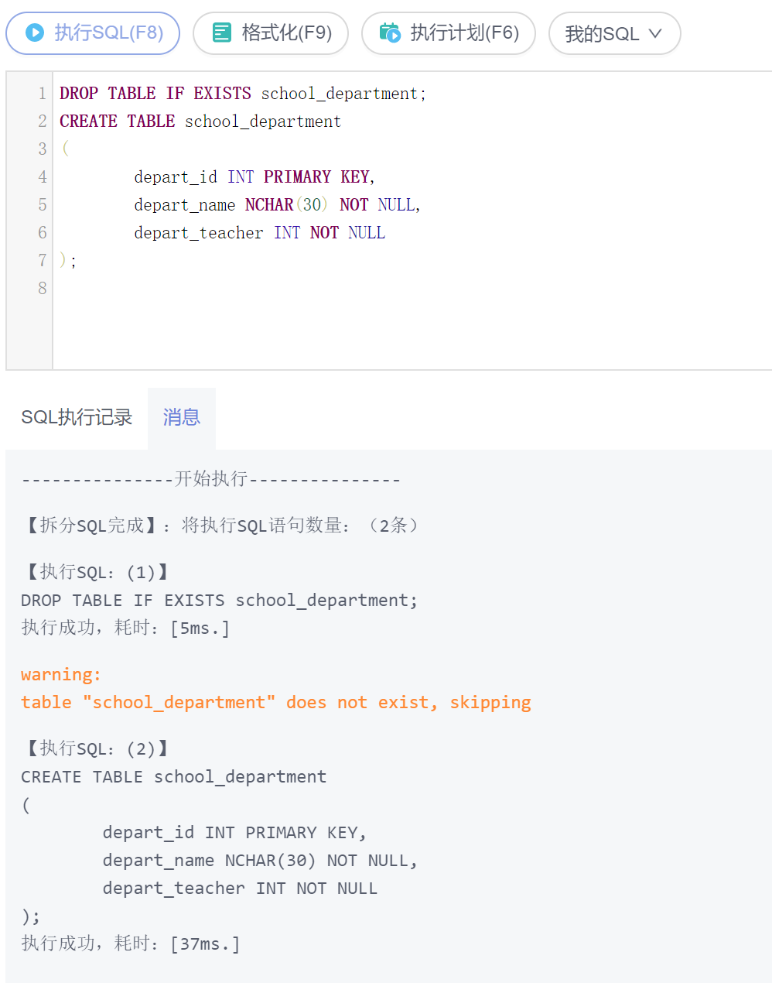 执行SQL(F8) 格式化(F9) 执行计划(F6) 我的SQL
1 DROP TABLE IF EXISTS school_department;
2 CREATE TABLE school_department
3 (
4 depart_id INT PRIMARY KEY,
5 depart_name NCHAR(30) NOT NULL,
6 depart_teacher INT NOT NULL
7 );
8
SQL执行记录 消息
---------------开始执行---------------
【拆分SQL完成】：将执行SQL语句数量：（2条）
【执行SQL：(1)】
DROP TABLE IF EXISTS school_department;
执行成功，耗时：[5ms.]
warning:
table "school_department" does not exist, skipping
【执行SQL：(2)】
CREATE TABLE school_department
(
depart_id INT PRIMARY KEY,
depart_name NCHAR(30) NOT NULL,
depart_teacher INT NOT NULL
);
执行成功，耗时：[37ms.]